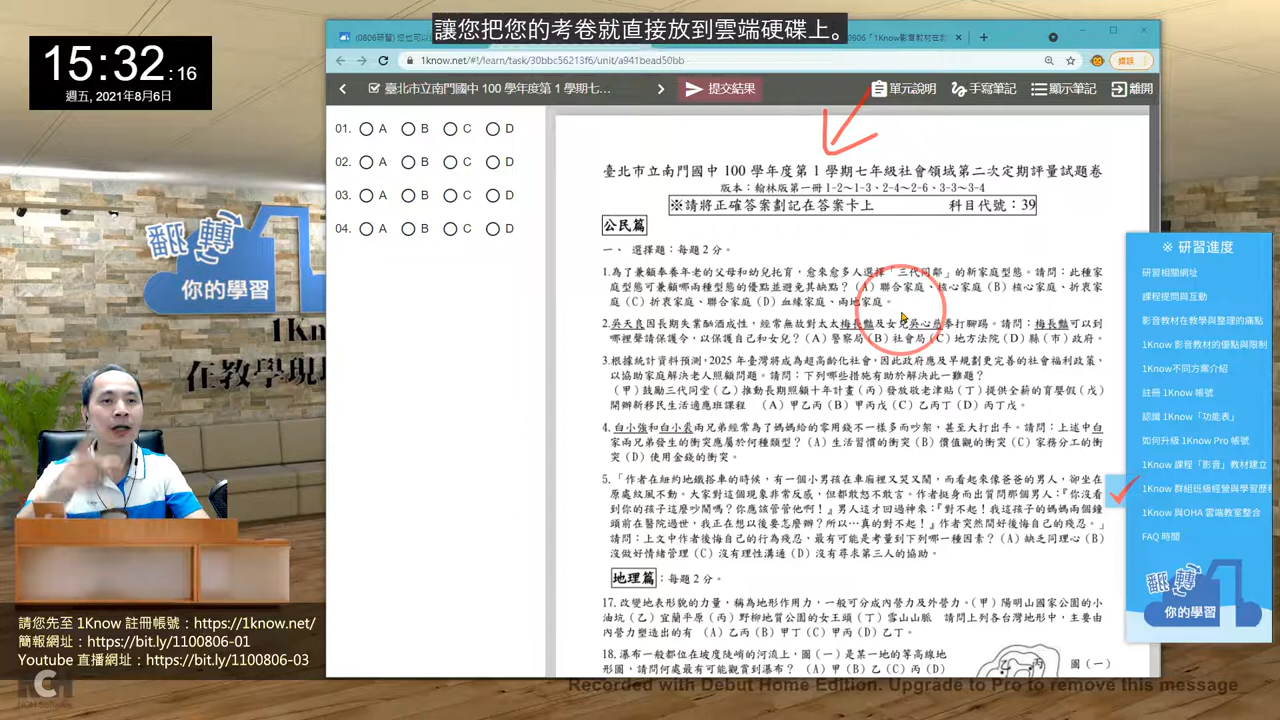 讓您把您的考卷就直接放到雲端硬碟上。
15:32:16
週五, 2021年8月6日
(0806研習) 您也可以
0806「1Know影音教材在教
1know.net/#!/learn/task/30bbc56213f6/unit/a941bead50bb
臺北市立南門國中 100 學年度第 1 學期七...
提交結果
單元說明
手寫筆記
顯示筆記
離開
01. A B C D
02. A B C D
03. A B C D
04. A B C D
臺北市立南門國中 100 學年度第 1 學期七年級社會領域第二次定期評量試題卷
版本：翰林版第一冊 1-2～1-3、2-4～2-6、3-3～3-4
※請將正確答案劃記在答案卡上 科目代號：39
公民篇
一、 選擇題：每題 2 分。
1.為了兼顧奉養年老的父母和幼兒托育，愈來愈多人選擇「三代同鄰」的新家庭型態。請問：此種家
庭型態可兼顧哪兩種型態的優點並避免其缺點？(A) 聯合家庭、核心家庭 (B) 核心家庭、折衷家
庭 (C) 折衷家庭、聯合家庭 (D) 血緣家庭、兩地家庭。
2.吳天良因長期失業酗酒成性，經常無故對太太梅長豔及女兒吳心慈拳打腳踢。請問：梅長豔可以到
哪裡聲請保護令，以保護自己和女兒？(A) 警察局 (B) 社會局 (C) 地方法院 (D) 縣（市）政府。
3.根據統計資料預測，2025 年臺灣將成為超高齡化社會，因此政府應及早規劃更完善的社會福利政策，
以協助家庭解決老人照顧問題。請問：下列哪些措施有助於解決此一難題？
(甲) 鼓勵三代同堂 (乙) 推動長期照顧十年計畫 (丙) 發放敬老津貼 (丁) 提供全薪的育嬰假 (戊)
開辦新移民生活適應班課程 (A) 甲乙丙 (B) 甲丙戊 (C) 乙丙丁 (D) 丙丁戊。
4.白小強和白小裘兩兄弟經常為了媽媽給的零用錢不一樣多而吵架，甚至大打出手。請問：上述中白
家兩兄弟發生的衝突應屬於何種類型？(A) 生活習慣的衝突 (B) 價值觀的衝突 (C) 家務分工的衝
突 (D) 使用金錢的衝突。
5.「作者在紐約地鐵搭車的時候，有一個小男孩在車廂裡又哭又鬧，而看起來像爸爸的男人，卻坐在
原處紋風不動。大家對這個現象非常反感，但都敢怒不敢言。作者挺身而出質問那個男人：『你沒看
到你的孩子這麼吵鬧嗎？你應該管管他啊！』男人這才回過神來：『對不起！我這孩子的媽媽兩個鐘
頭前在醫院過世，我正在想以後要怎麼辦？所以…真的對不起！』作者突然間好後悔自己的殘忍。」
請問：上文中作者後悔自己的行為殘忍，最有可能是考量到下列哪一種因素？(A) 缺乏同理心 (B)
沒做好情緒管理 (C) 沒有理性溝通 (D) 沒有尋求第三人的協助。
地理篇：每題 2 分。
17.改變地表形貌的力量，稱為地形作用力，一般可分成內營力及外營力。(甲) 陽明山國家公園的小
油坑 (乙) 宜蘭平原 (丙) 野柳地質公園的女王頭 (丁) 雪山山脈 請問上列各台灣地形中，主要由
內營力塑造出的有 (A) 乙丙 (B) 甲丁 (C) 甲丙 (D) 乙丁。
18.瀑布一般都位在坡度陡峭的河流上，圖 (一) 是某一地的等高線地
形圖，請問何處最有可能觀賞到瀑布？ (A) 甲 (B) 乙 (C) 丙 (D)
乙 丙 圖 (一)
翻轉
你的學習
在教學現
※ 研習進度
研習相關網址
課程提問與互動
影音教材在教學與整理的痛點
1Know 影音教材的優點與限制
1Know不同方案介紹
註冊 1Know 帳號
認識 1Know「功能表」
如何升級 1Know Pro 帳號
1Know 課程「影音」教材建立
1Know 群組班級經營與學習歷程
1Know 與OHA 雲端教室整合
FAQ 時間
翻轉
你的學習
請您先至 1Know 註冊帳號：https://1know.net/
簡報網址：https://bit.ly/1100806-01
Youtube 直播網址：https://bit.ly/1100806-03
NCH Software
Recorded with Debut Home Edition. Upgrade to Pro to remove this message